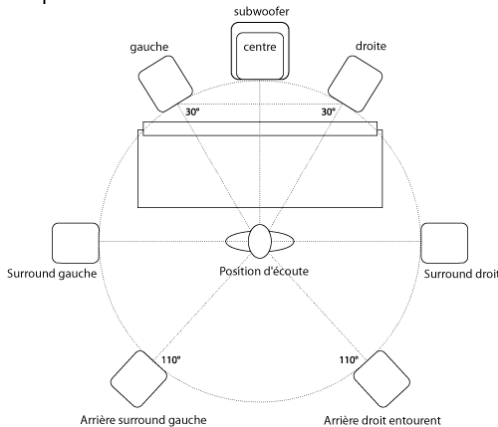 subwoofer
gauche
centre
droite
30°
30°
Surround gauche
Position d'écoute
Surround droit
110°
110°
Arrière surround gauche
Arrière droit entourent